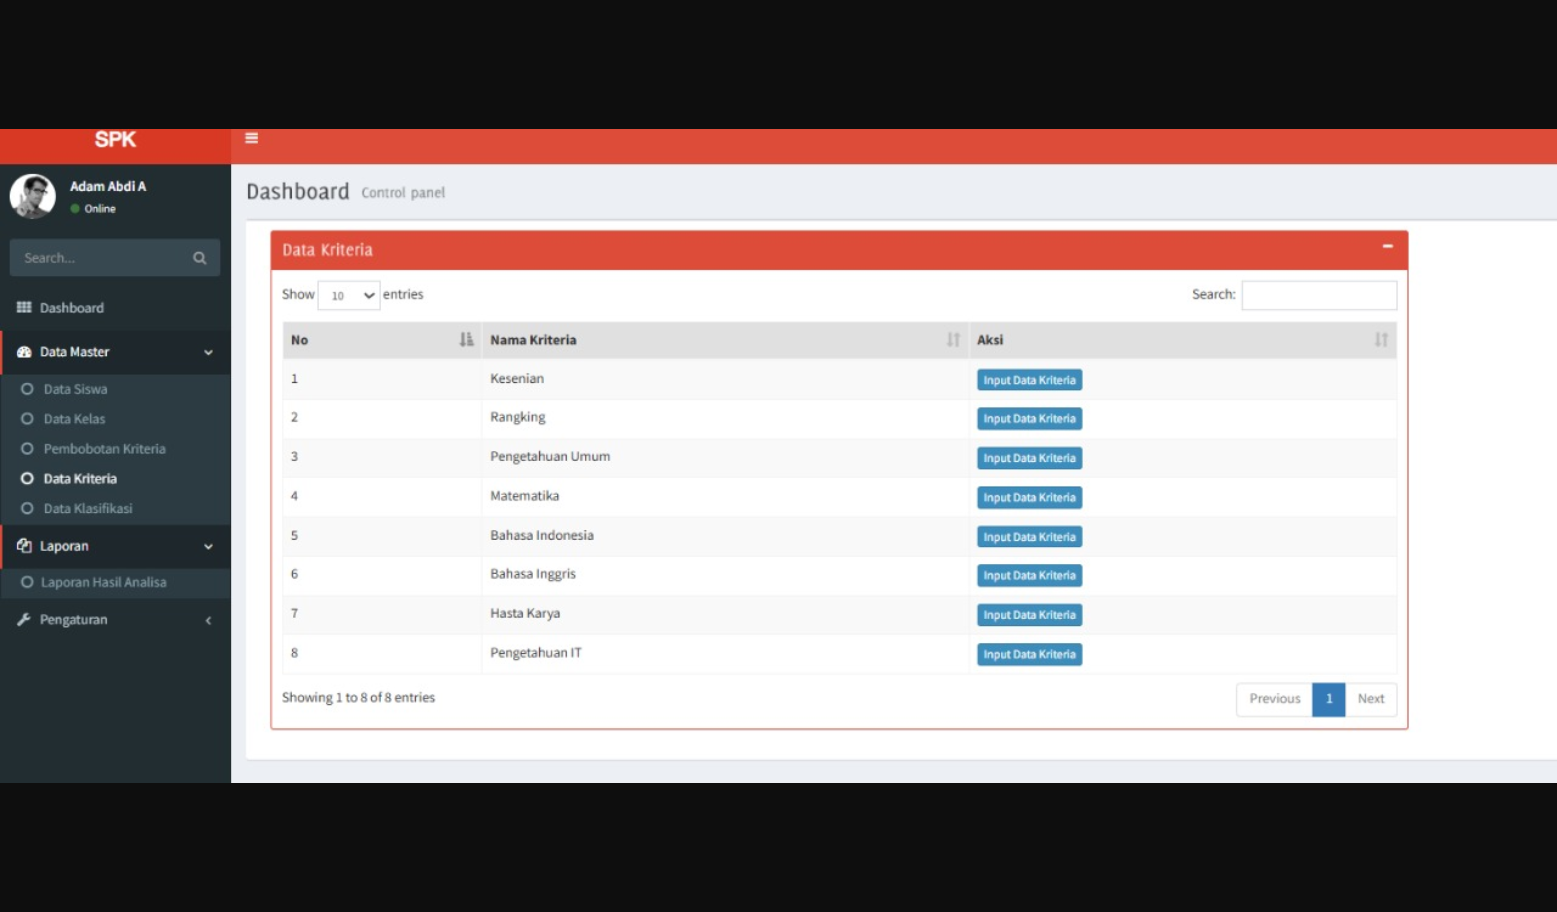 SPK
Adam Abdi A
Online
Search...
Dashboard
Data Master
Data Siswa
Data Kelas
Pembobotan Kriteria
Data Kriteria
Data Klasifikasi
Laporan
Laporan Hasil Analisa
Pengaturan
Dashboard Control panel
Data Kriteria
Show 10 entries Search:
No Nama Kriteria Aksi
1 Kesenian Input Data Kriteria
2 Rangking Input Data Kriteria
3 Pengetahuan Umum Input Data Kriteria
4 Matematika Input Data Kriteria
5 Bahasa Indonesia Input Data Kriteria
6 Bahasa Inggris Input Data Kriteria
7 Hasta Karya Input Data Kriteria
8 Pengetahuan IT Input Data Kriteria
Showing 1 to 8 of 8 entries Previous 1 Next